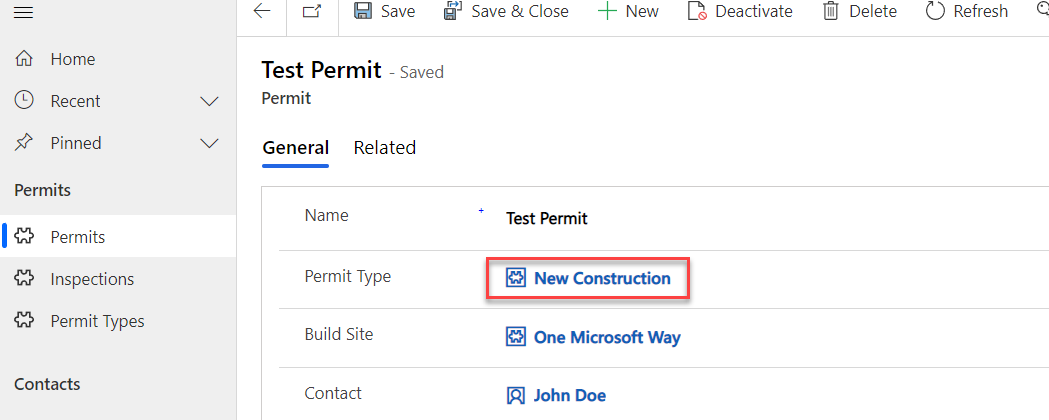 Save Save & Close New Deactivate Delete Refresh
Home
Recent
Pinned
Permits
Permits
Inspections
Permit Types
Contacts
Test Permit - Saved
Permit
General Related
Name + Test Permit
Permit Type New Construction
Build Site One Microsoft Way
Contact John Doe